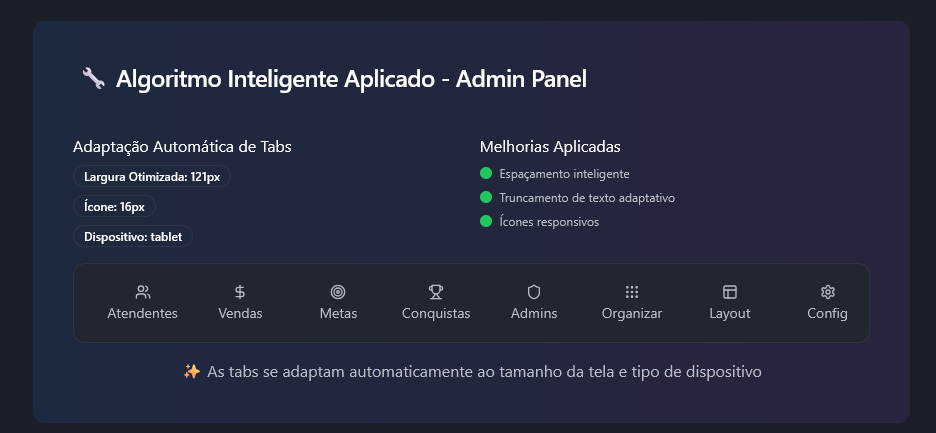 Algoritmo Inteligente Aplicado - Admin Panel
Adaptação Automática de Tabs
Largura Otimizada: 121px
Ícone: 16px
Dispositivo: tablet
Melhorias Aplicadas
Espaçamento inteligente
Truncamento de texto adaptativo
Ícones responsivos
Atendentes Vendas Metas Conquistas Admins Organizar Layout Config
As tabs se adaptam automaticamente ao tamanho da tela e tipo de dispositivo